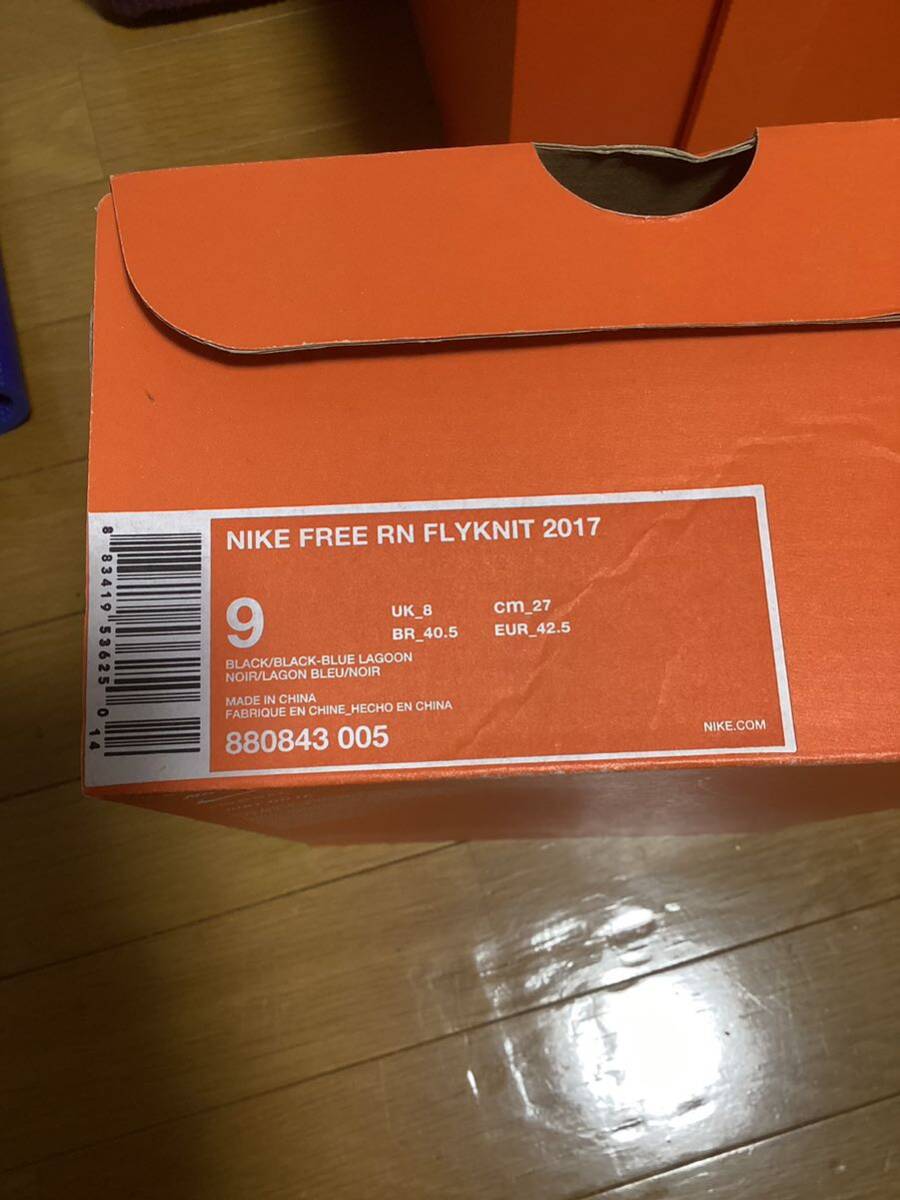 NIKE FREE RN FLYKNIT 2017
9
UK_8 cm_27
BR_40.5 EUR_42.5
BLACK/BLACK-BLUE LAGOON
NOIR/LAGON BLEU/NOIR
MADE IN CHINA
FABRIQUE EN CHINE_HECHO EN CHINA
880843 005
NIKE.COM
8 83419 53625 0 14